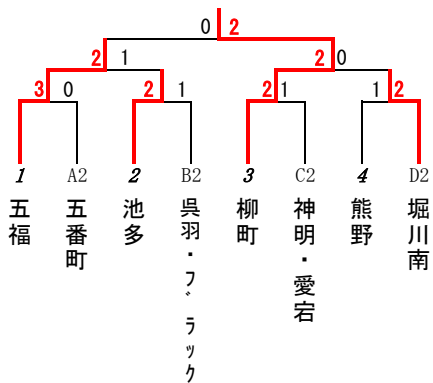 0 2
2 1 2 0
3 0 2 1 2 1 1 2
1 A2 2 B2 3 C2 4 D2
五福
五番町
池多
呉羽・ブラック
柳町
神明・愛宕
熊野
堀川南